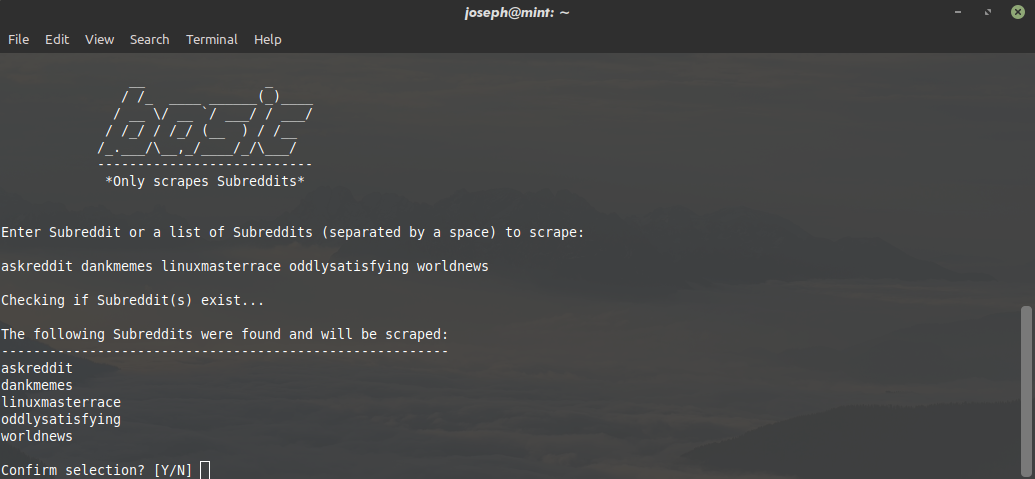 joseph@mint: ~
File Edit View Search Terminal Help
    __               _
   / /_  ____ ______(_)____
  / __ \/ __ `/ ___/ / ___/
 / /_/ / /_/ (__  ) / /__
/_.___/\__,_/____/_/\___/
---------------------------
*Only scrapes Subreddits*
Enter Subreddit or a list of Subreddits (separated by a space) to scrape:
askreddit dankmemes linuxmasterrace oddlysatisfying worldnews
Checking if Subreddit(s) exist...
The following Subreddits were found and will be scraped:
--------------------------------------------------------
askreddit
dankmemes
linuxmasterrace
oddlysatisfying
worldnews
Confirm selection? [Y/N]